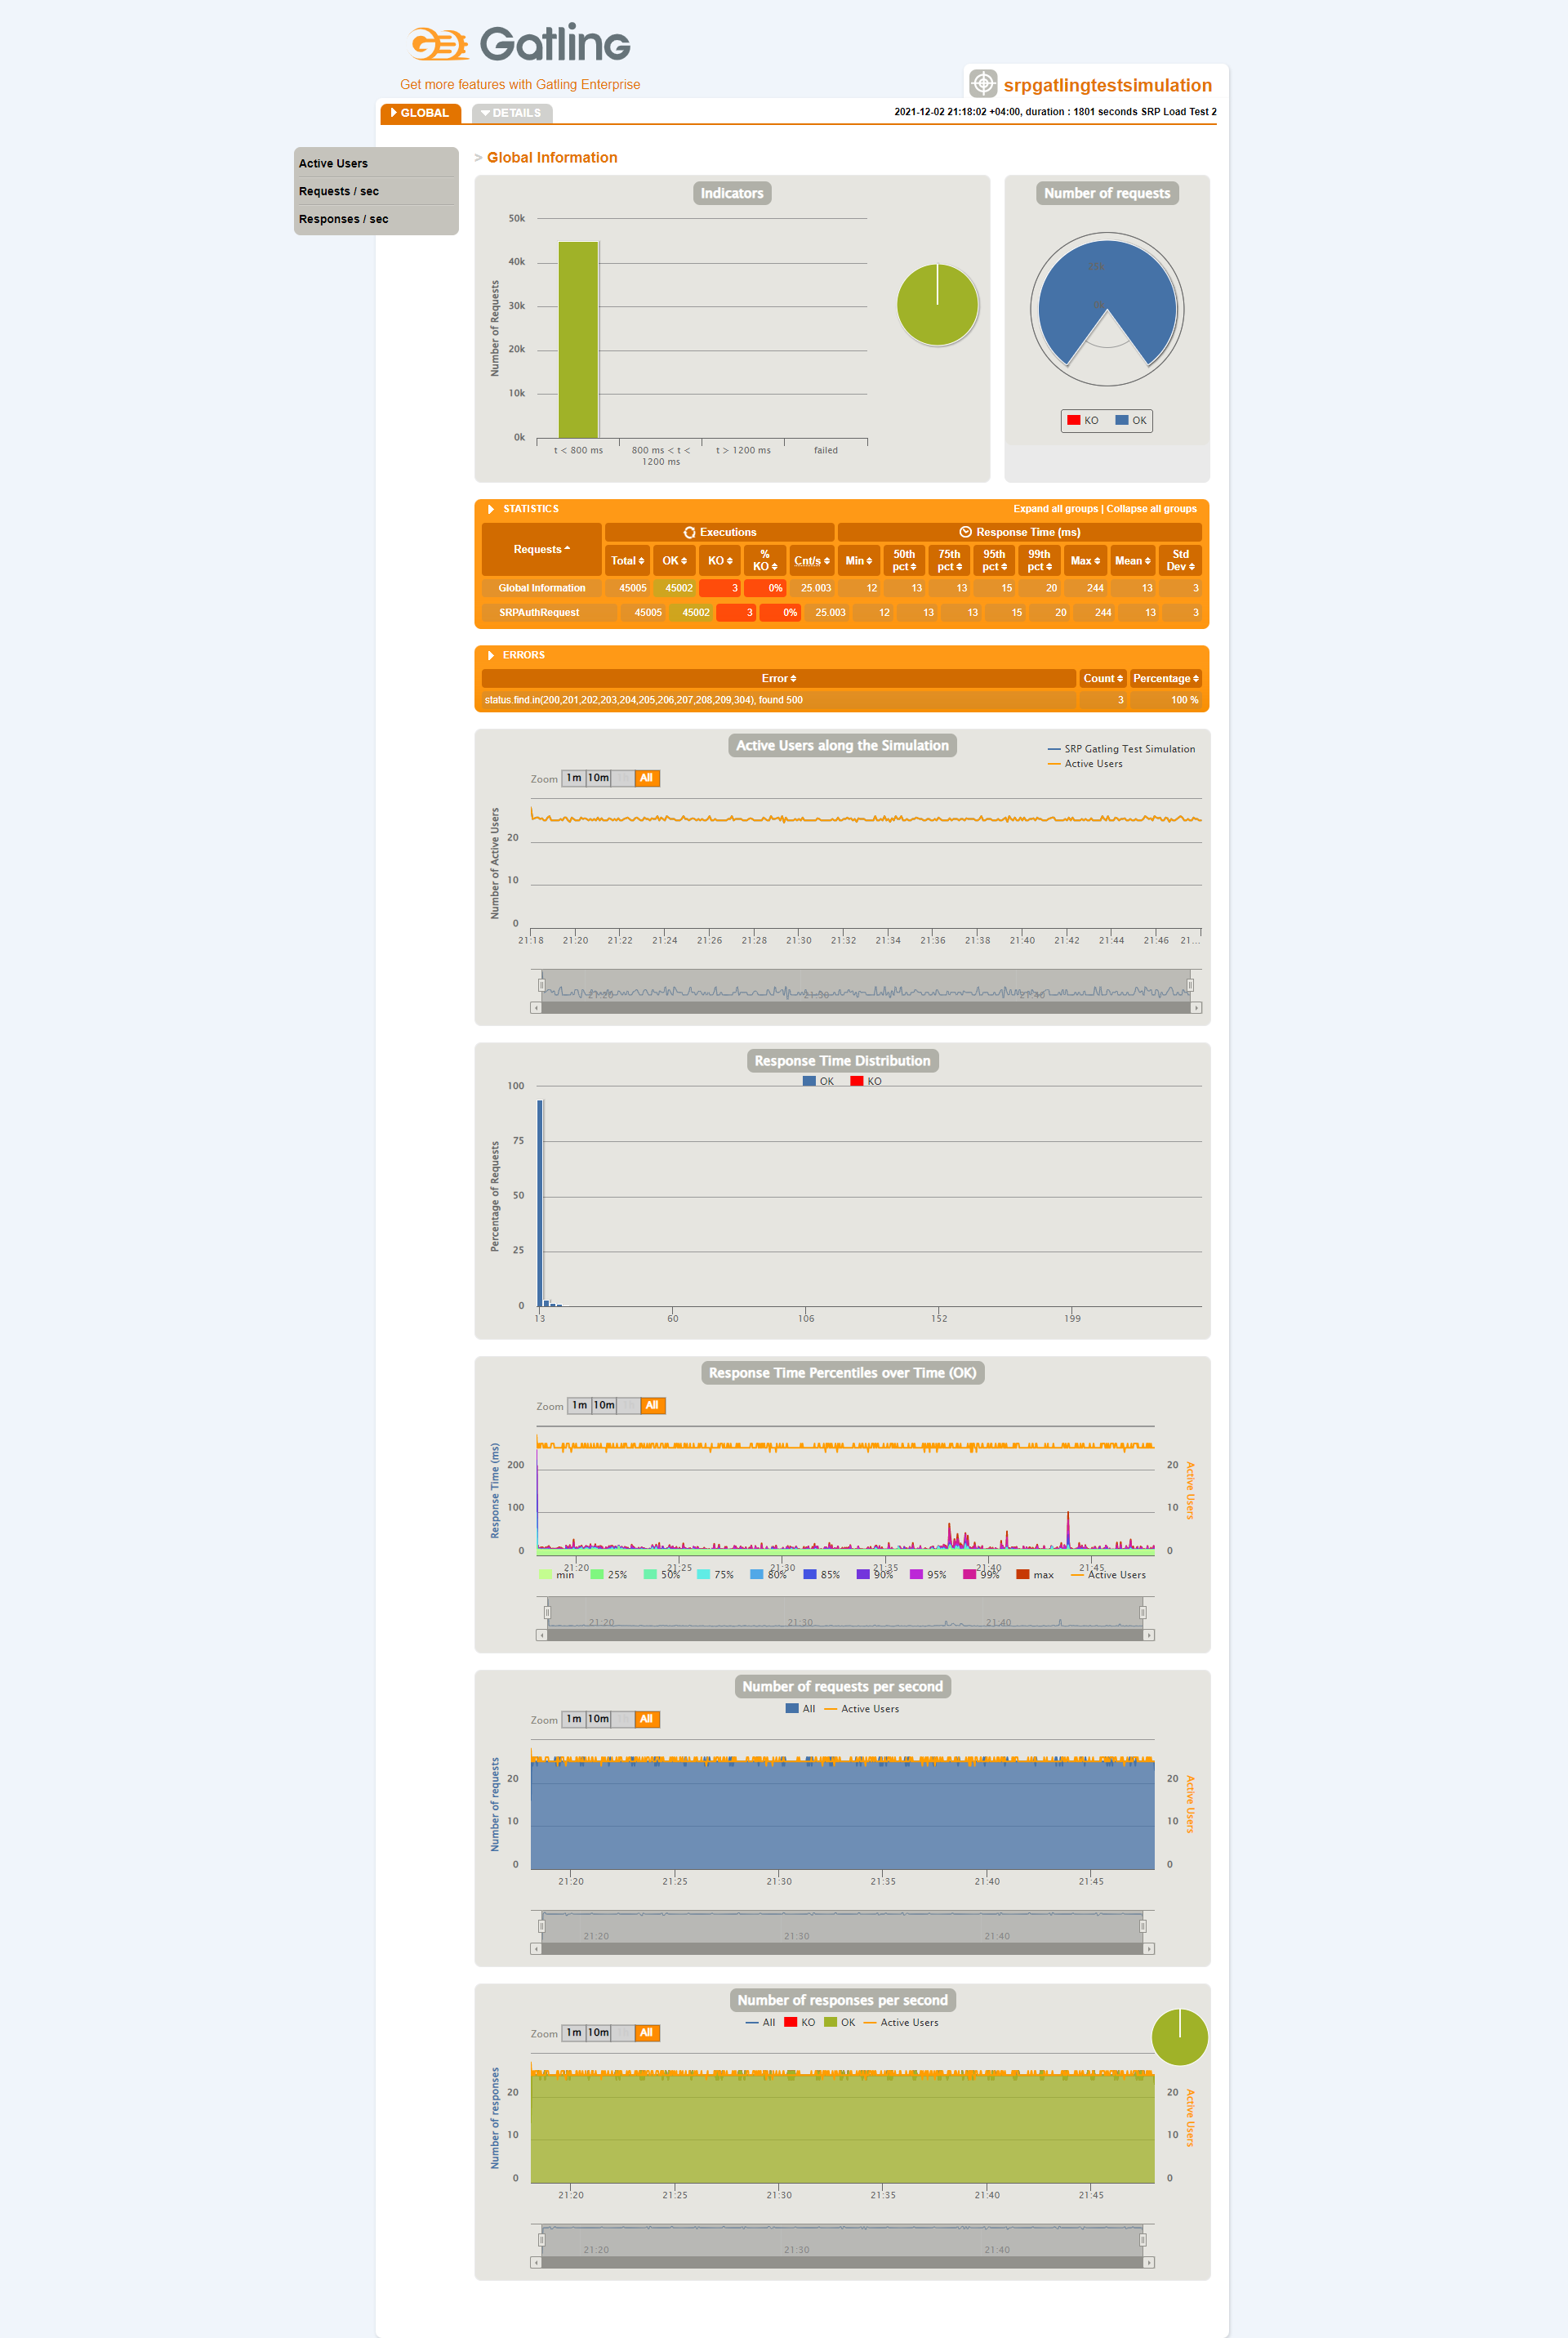 Gatling
Get more features with Gatling Enterprise
srpgatlingtestsimulation
GLOBAL DETAILS
2021-12-02 21:18:02 +04:00, duration : 1801 seconds SRP Load Test 2
Active Users
Requests / sec
Responses / sec
> Global Information
Indicators
50k
40k
30k
20k
10k
0k
Number of Requests
t < 800 ms
800 ms < t <
1200 ms
t > 1200 ms
failed
Number of requests
KO OK
STATISTICS
Expand all groups | Collapse all groups
Requests Executions Response Time (ms)
Total OK KO % KO Cnt/s Min 50th pct 75th pct 95th pct 99th pct Max Mean Std Dev
Global Information 45005 45002 3 0% 25.003 12 13 13 15 20 244 13 3
SRPAuthRequest 45005 45002 3 0% 25.003 12 13 13 15 20 244 13 3
ERRORS
Error Count Percentage
status.find.in(200,201,202,203,204,205,206,207,208,209,304), found 500 3 100 %
Active Users along the Simulation
SRP Gatling Test Simulation
Active Users
Zoom 1m 10m All
Number of Active Users
20
10
0
21:18 21:20 21:22 21:24 21:26 21:28 21:30 21:32 21:34 21:36 21:38 21:40 21:42 21:44 21:46 21...
21:20 21:30 21:40
Response Time Distribution
OK KO
100
75
50
25
0
Percentage of Requests
13 60 106 152 199
Response Time Percentiles over Time (OK)
Zoom 1m 10m All
Response Time (ms)
200
100
0
20
10
0
Active Users
21:20 21:25 21:30 21:35 21:40 21:45
min 25% 50% 75% 80% 85% 90% 95% 99% max Active Users
21:20 21:30 21:40
Number of requests per second
All Active Users
Zoom 1m 10m All
Number of requests
20
10
0
20
10
0
Active Users
21:20 21:25 21:30 21:35 21:40 21:45
21:20 21:30 21:40
Number of responses per second
All KO OK Active Users
Zoom 1m 10m All
Number of responses
20
10
0
20
10
0
Active Users
21:20 21:25 21:30 21:35 21:40 21:45
21:20 21:30 21:40